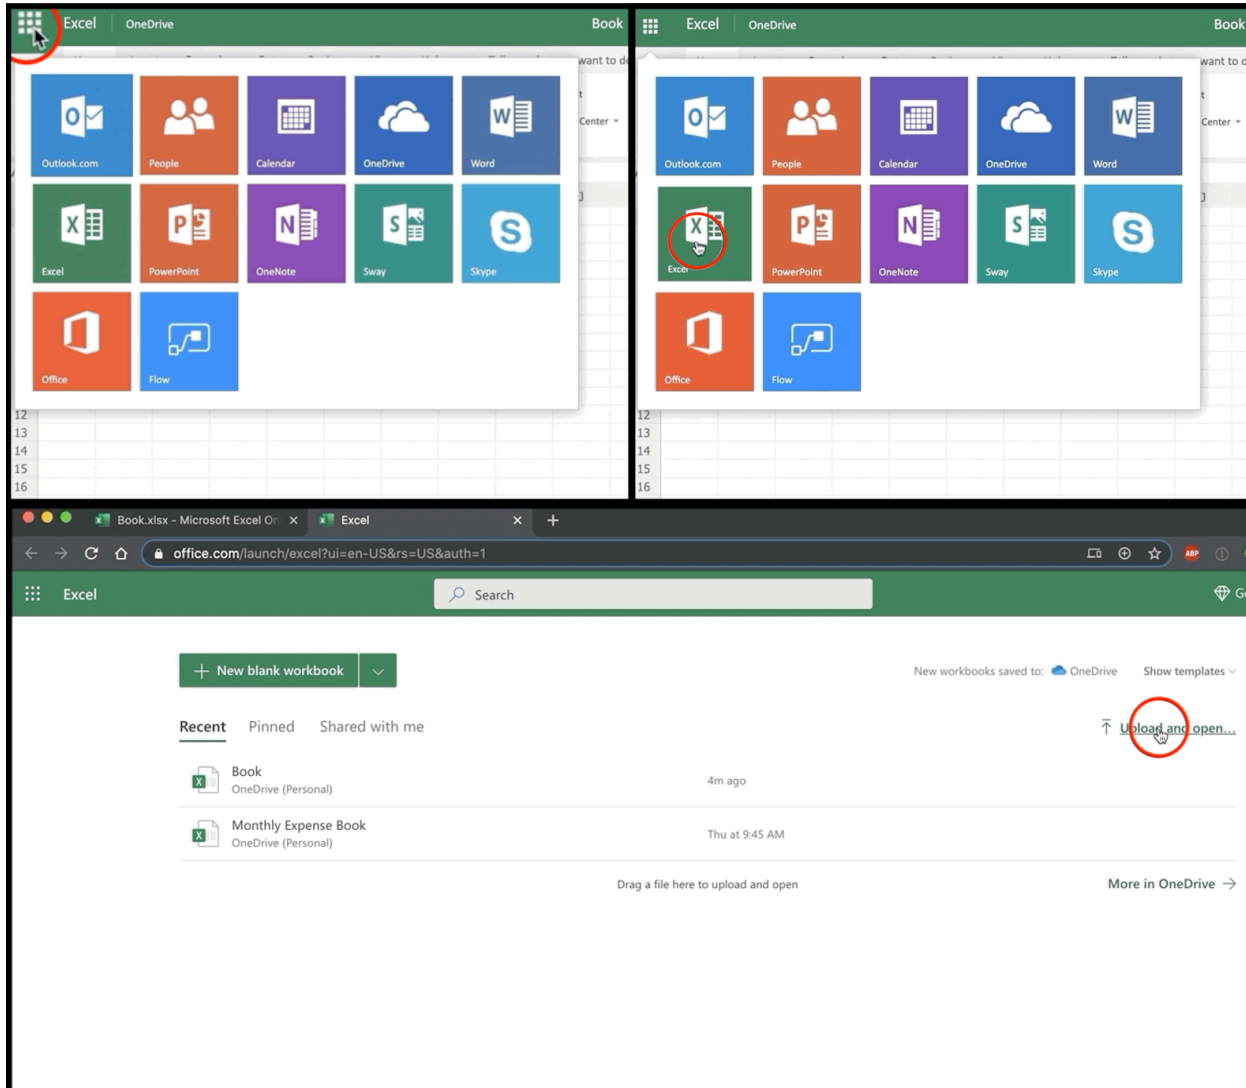 Excel OneDrive Book
want to d
Center
Outlook.com People Calendar OneDrive Word
Excel PowerPoint OneNote Sway Skype
Office Flow
12
13
14
15
16
Excel OneDrive Book
want to d
Center
Outlook.com People Calendar OneDrive Word
Excel PowerPoint OneNote Sway Skype
Office Flow
12
13
14
15
16
Book.xlsx - Microsoft Excel On Excel
office.com/launch/excel?ui=en-US&rs=US&auth=1 ABP
Excel Search
New blank workbook New workbooks saved to: OneDrive Show templates
Recent Pinned Shared with me Upload and open...
Book
OneDrive (Personal) 4m ago
Monthly Expense Book
OneDrive (Personal) Thu at 9:45 AM
Drag a file here to upload and open More in OneDrive